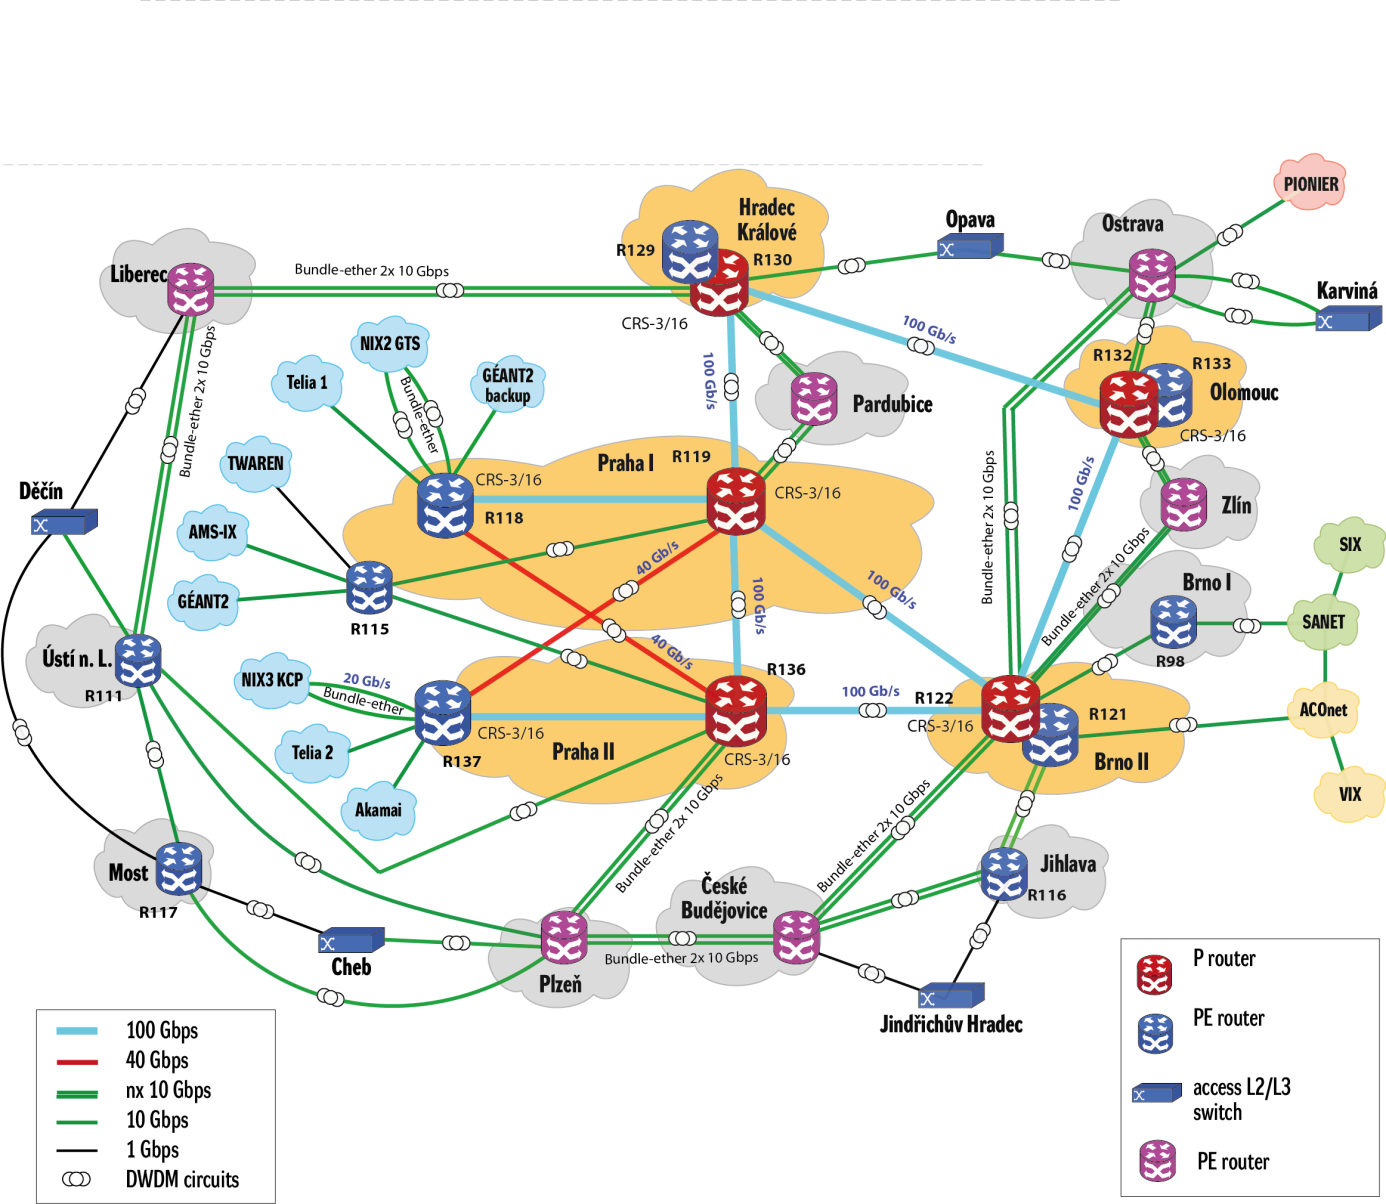 PIONIER
Hradec
Králové
Opava
Ostrava
R129
R130
Liberec
Bundle-ether 2x 10 Gbps
Karviná
CRS-3/16
100 Gb/s
NIX2 GTS
Bundle-ether 2x 10 Gbps
R132
R133
Olomouc
Telia 1
GÉANT2
backup
100 Gb/s
Bundle-ether
Pardubice
CRS-3/16
TWAREN
Praha I
R119
CRS-3/16
CRS-3/16
100 Gb/s
Děčín
R118
Zlín
AMS-IX
Bundle-ether 2x 10 Gbps
SIX
40 Gb/s
GÉANT2
100 Gb/s
100 Gb/s
Bundle-ether 2x 10 Gbps
Brno I
R115
SANET
R98
40 Gb/s
Ústí n. L.
R111
NIX3 KCP
20 Gb/s
Bundle-ether
R136
100 Gb/s
R122
CRS-3/16
R121
ACOnet
CRS-3/16
Praha II
R137
CRS-3/16
Telia 2
Brno II
Akamai
VIX
Bundle-ether 2x 10 Gbps
Bundle-ether 2x 10 Gbps
Most
R117
České
Budějovice
Jihlava
R116
Cheb
Bundle-ether 2x 10 Gbps
Plzeň
Jindřichův Hradec
100 Gbps
40 Gbps
nx 10 Gbps
10 Gbps
1 Gbps
DWDM circuits
P router
PE router
access L2/L3
switch
PE router